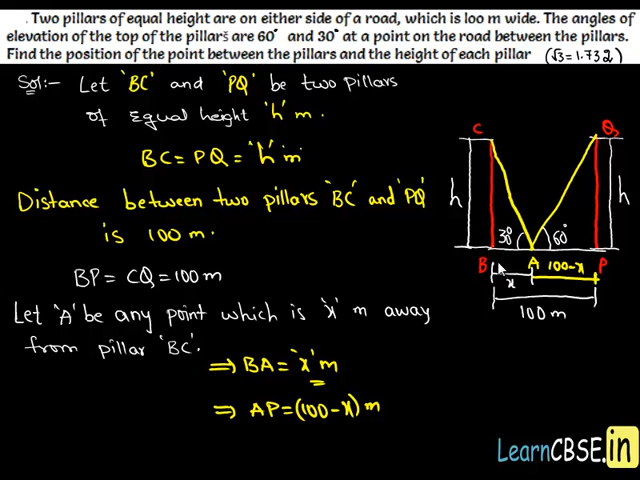 Two pillars of equal height are on either side of a road, which is loo m wide. The angles of
elevation of the top of the pillars are 60° and 30° at a point on the road between the pillars.
Find the position of the point between the pillars and the height of each pillar (√3=1.732)
Sol:- Let 'BC' and 'PQ' be two pillars
of Equal height 'h' m.
BC = PQ = 'h' m
Distance between two pillars 'BC' and 'PQ'
is 100 m.
BP = CQ = 100 m
Let 'A' be any point which is 'x' m away
from pillar 'BC'.
⇒ BA = 'x' m
⇒ AP = (100-x) m
C Q
h h
30° 60°
B A P
x 100-x
100 m
LearnCBSE.in